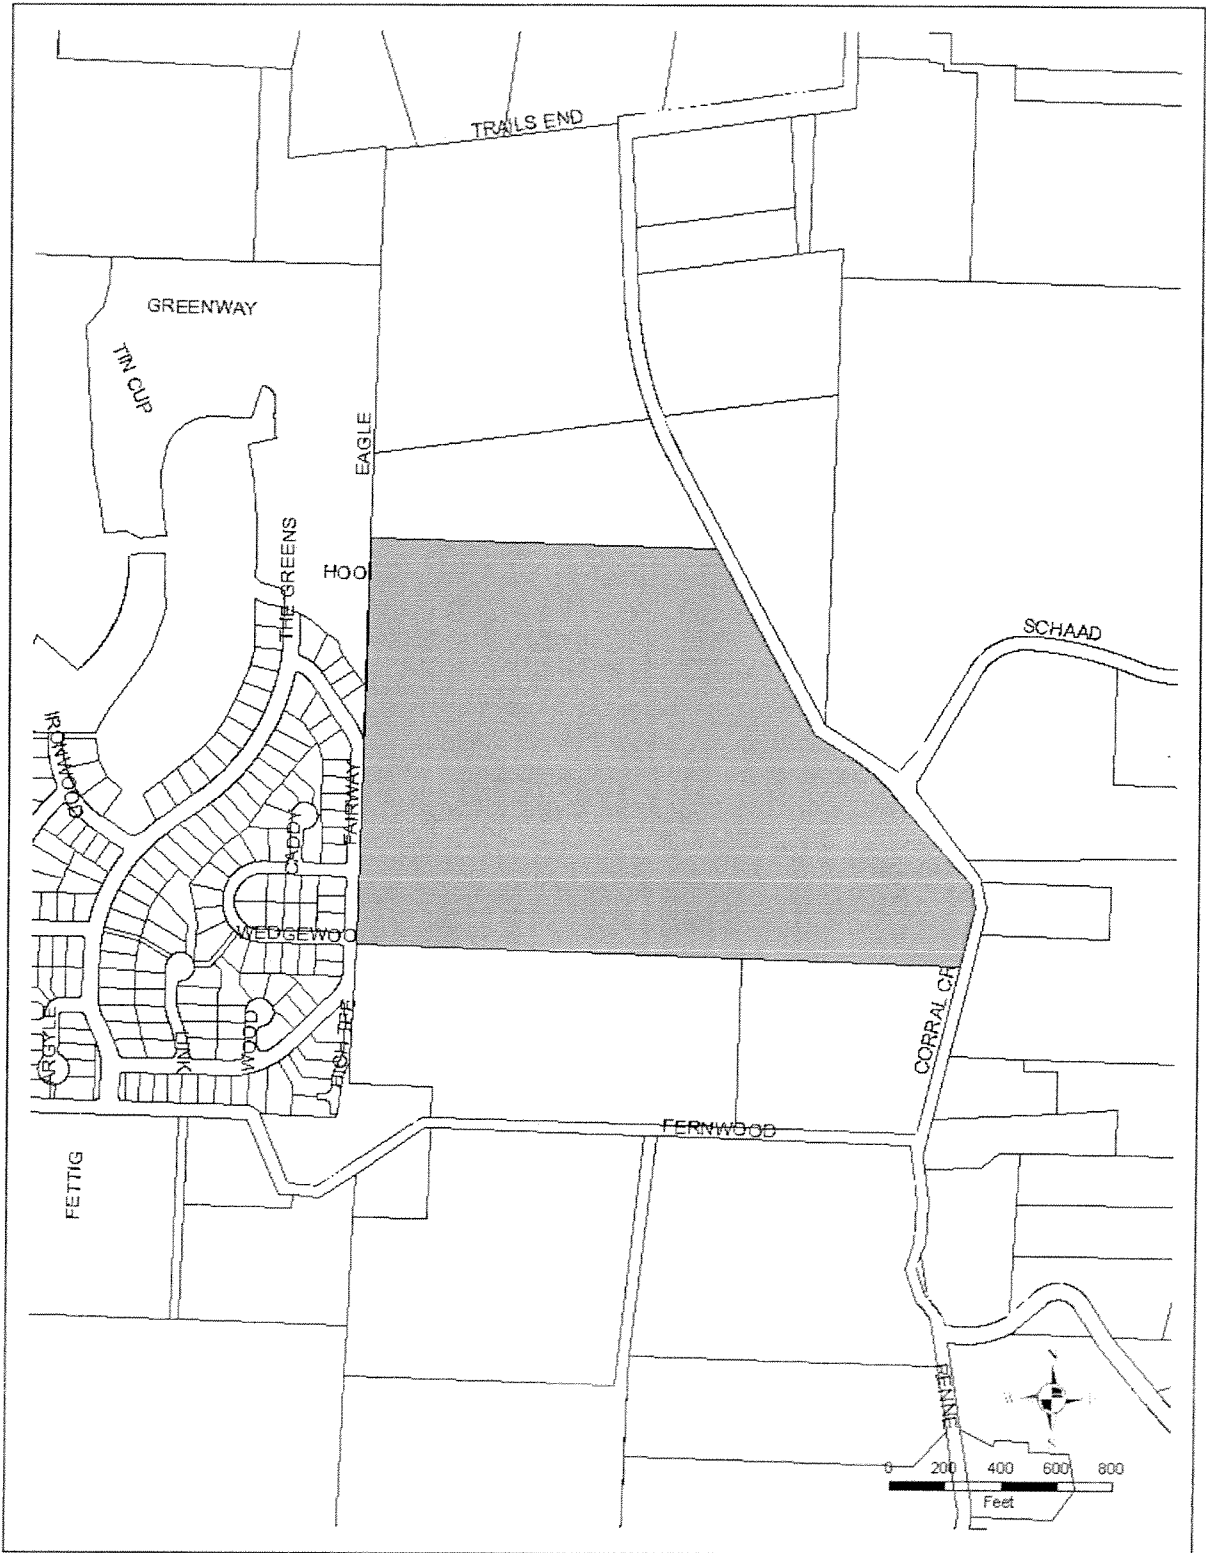 TRAILS END
GREENWAY
TIN CUP
EAGLE
THE GREENS
HOO
SCHAAD
IRONWOOD
CADDY
FAIRWAY
WEDGEWOO
CORRAL CR
ARGYLE
WOOD
FERNWOOD
FETTIG
RENNE
0 200 400 600 800
Feet